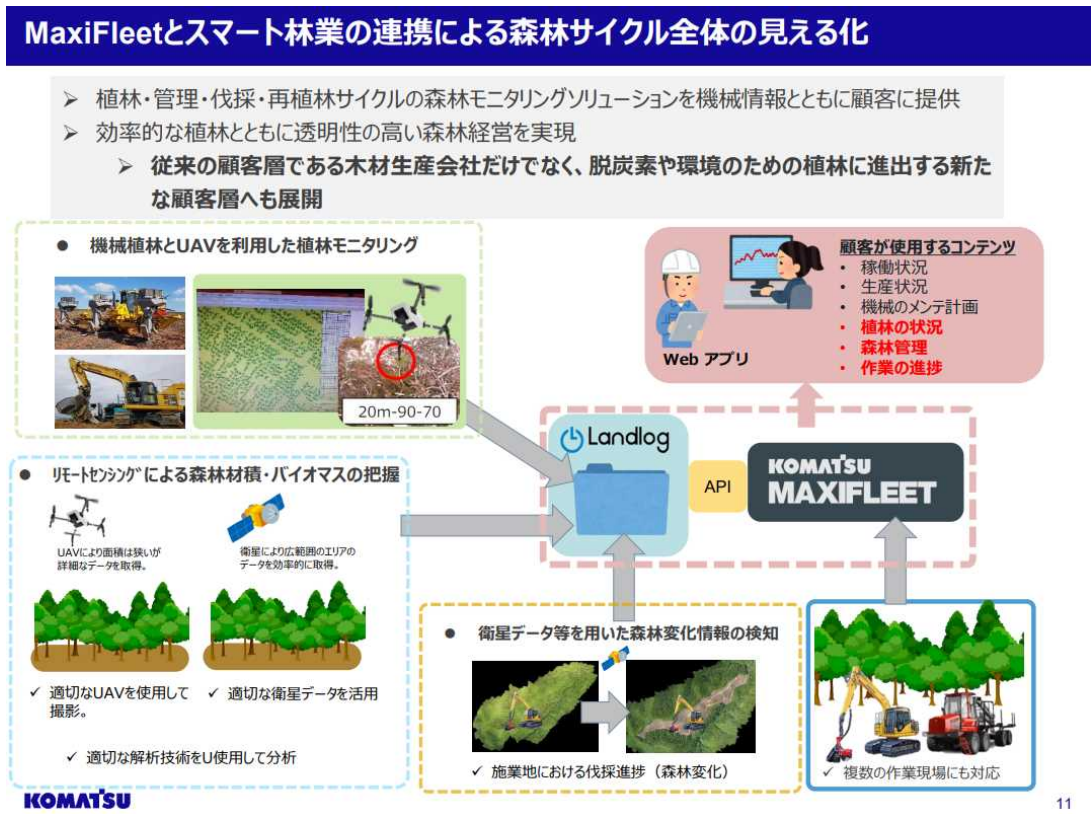 MaxiFleetとスマート林業の連携による森林サイクル全体の見える化
➢ 植林・管理・伐採・再植林サイクルの森林モニタリングソリューションを機械情報とともに顧客に提供
➢ 効率的な植林とともに透明性の高い森林経営を実現
➢ 従来の顧客層である木材生産会社だけでなく、脱炭素や環境のための植林に進出する新た
な顧客層へも展開
● 機械植林とUAVを利用した植林モニタリング
20m-90-70
顧客が使用するコンテンツ
• 稼働状況
• 生産状況
• 機械のメンテ計画
• 植林の状況
• 森林管理
• 作業の進捗
Web アプリ
Landlog
API
KOMATSU
MAXIFLEET
● リモートセンシングによる森林材積・バイオマスの把握
UAVにより面積は狭いが
詳細なデータを取得。
衛星により広範囲のエリアの
データを効率的に取得。
✓ 適切なUAVを使用して
撮影。
✓ 適切な衛星データを活用
✓ 適切な解析技術をU使用して分析
● 衛星データ等を用いた森林変化情報の検知
✓ 施業地における伐採進捗（森林変化）
✓ 複数の作業現場にも対応
KOMATSU
11